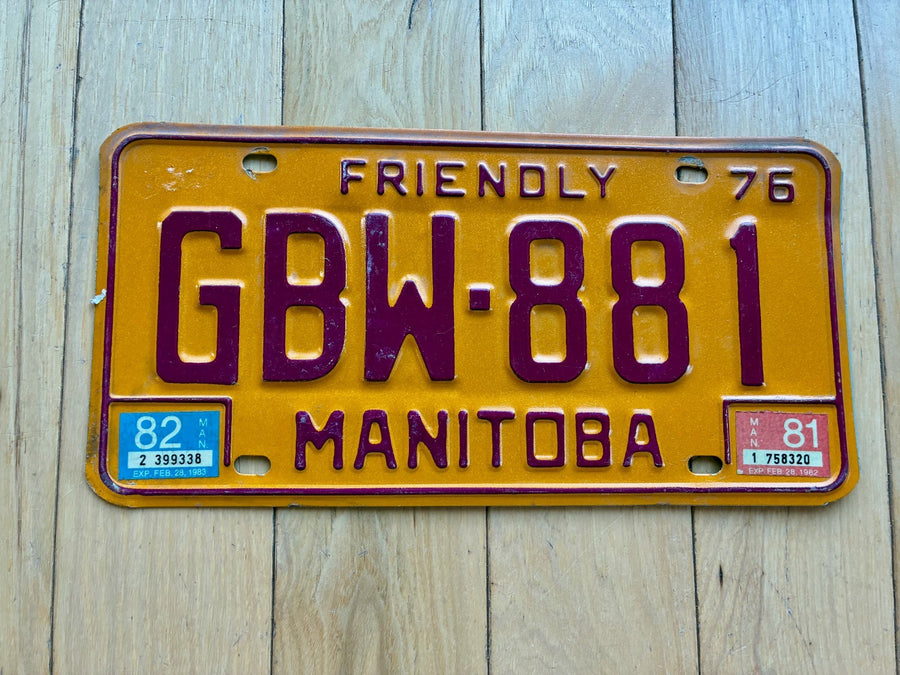 FRIENDLY 76
GBW·881
MANITOBA
82 MAN.
2 399338
EXP. FEB. 28, 1983
MAN. 81
1 758320
EXP. FEB. 28, 1982